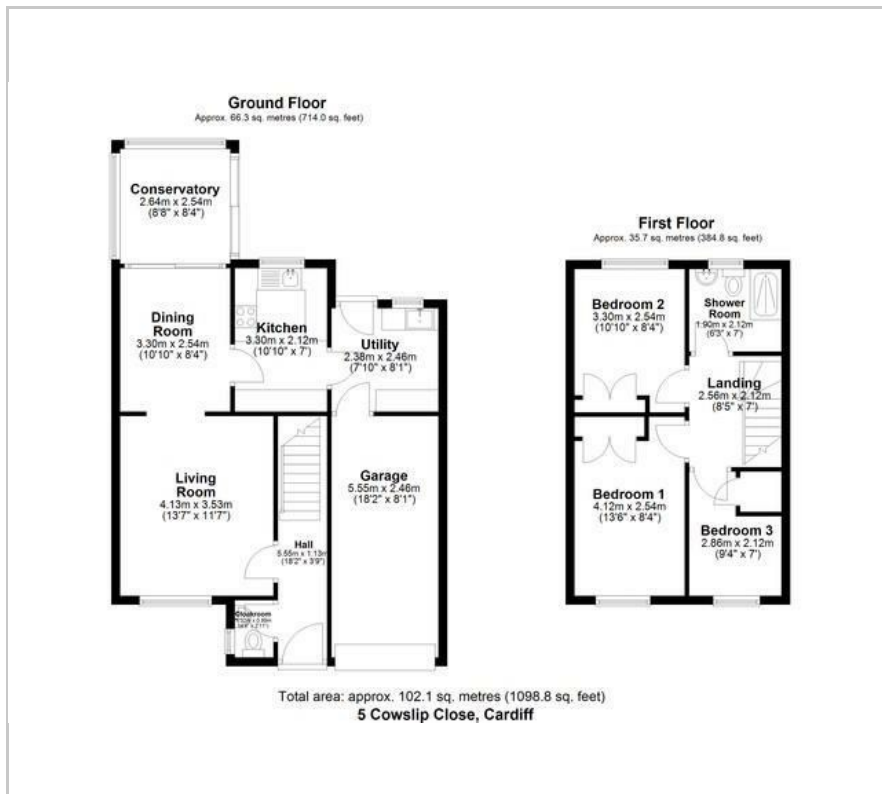 Ground Floor
Approx. 66.3 sq. metres (714.0 sq. feet)
Conservatory
2.64m x 2.54m
(8'8" x 8'4")
Dining
Room
3.30m x 2.54m
(10'10" x 8'4")
Kitchen
3.30m x 2.12m
(10'10" x 7')
Utility
2.38m x 2.46m
(7'10" x 8'1")
Living
Room
4.13m x 3.53m
(13'7" x 11'7")
Hall
5.55m x 1.13m
(18'2" x 3'9")
Garage
5.55m x 2.46m
(18'2" x 8'1")
Cloakroom
First Floor
Approx. 35.7 sq. metres (384.8 sq. feet)
Bedroom 2
3.30m x 2.54m
(10'10" x 8'4")
Shower
Room
1.90m x 2.12m
(6'3" x 7')
Landing
2.56m x 2.12m
(8'5" x 7')
Bedroom 1
4.12m x 2.54m
(13'6" x 8'4")
Bedroom 3
2.86m x 2.12m
(9'4" x 7')
Total area: approx. 102.1 sq. metres (1098.8 sq. feet)
5 Cowslip Close, Cardiff